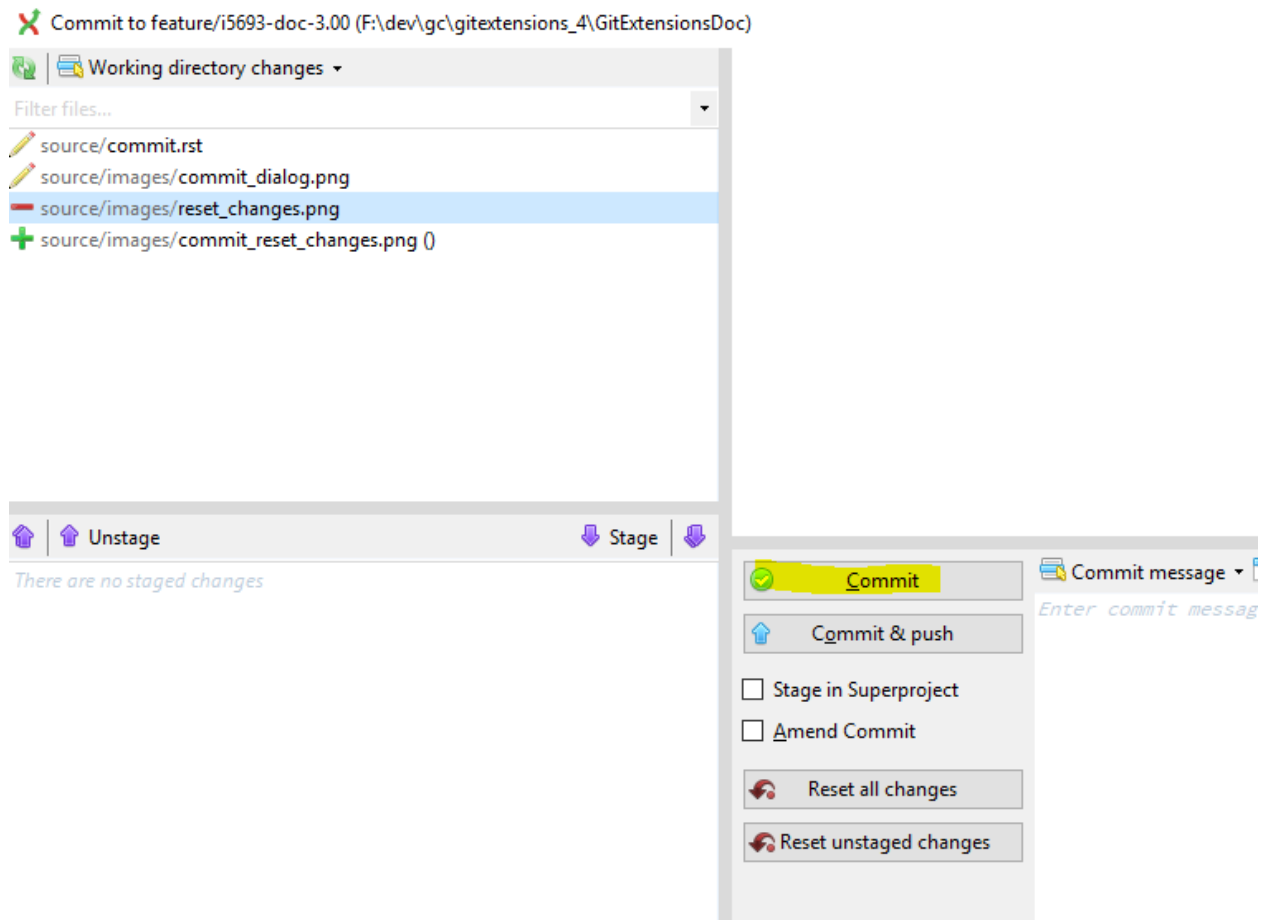 Commit to feature/i5693-doc-3.00 (F:\dev\gc\gitextensions_4\GitExtensionsDoc)
Working directory changes
Filter files...
source/commit.rst
source/images/commit_dialog.png
source/images/reset_changes.png
source/images/commit_reset_changes.png ()
Unstage Stage
There are no staged changes
Commit
Commit & push
Stage in Superproject
Amend Commit
Reset all changes
Reset unstaged changes
Commit message
Enter commit messag